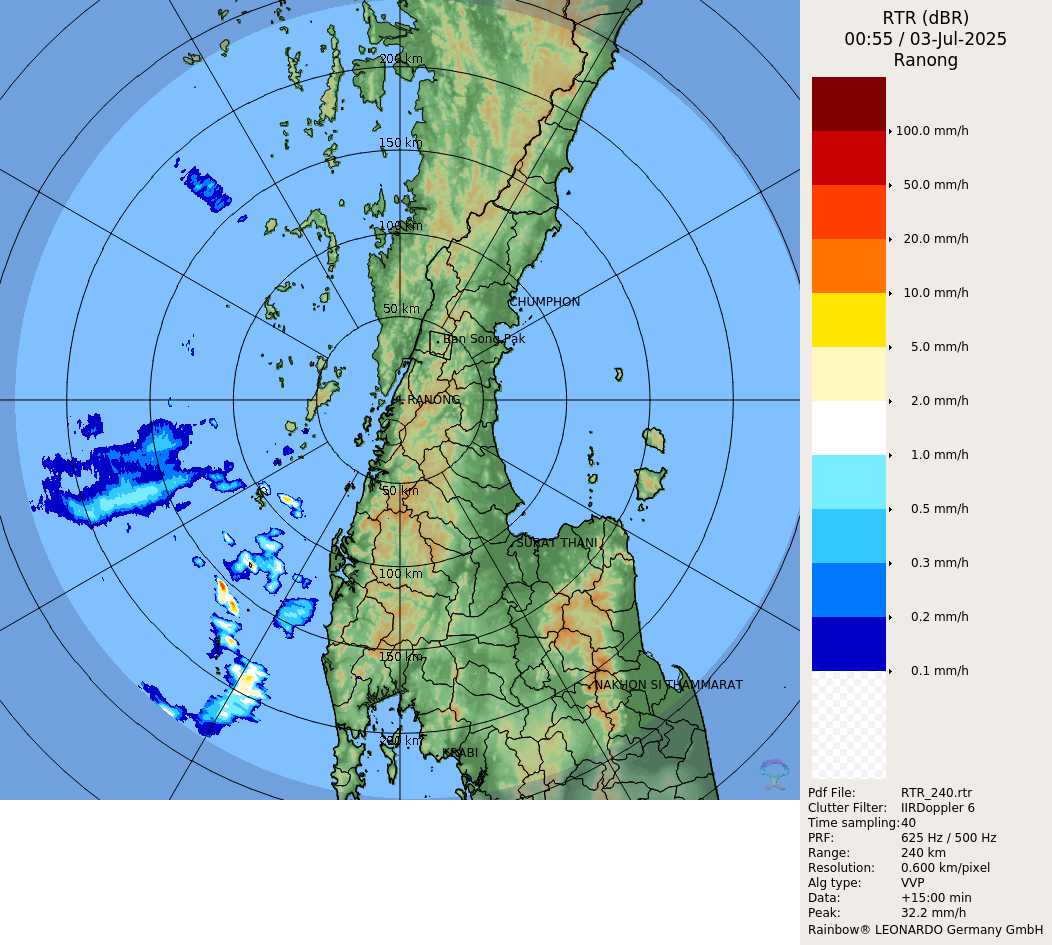 RTR (dBR)
00:55 / 03-Jul-2025
Ranong
200 km
150 km
100 km
50 km
CHUMPHON
Ban Song Pak
RANONG
50 km
SURAT THANI
100 km
150 km
NAKHON SI THAMMARAT
200 km
KRABI
100.0 mm/h
50.0 mm/h
20.0 mm/h
10.0 mm/h
5.0 mm/h
2.0 mm/h
1.0 mm/h
0.5 mm/h
0.3 mm/h
0.2 mm/h
0.1 mm/h
Pdf File: RTR_240.rtr
Clutter Filter: IIRDoppler 6
Time sampling: 40
PRF: 625 Hz / 500 Hz
Range: 240 km
Resolution: 0.600 km/pixel
Alg type: VVP
Data: +15:00 min
Peak: 32.2 mm/h
Rainbow® LEONARDO Germany GmbH